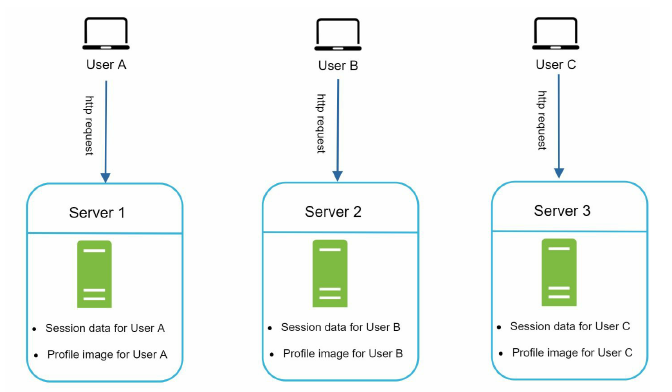 User A
User B
User C
http request
http request
http request
Server 1
Server 2
Server 3
• Session data for User A
• Profile image for User A
• Session data for User B
• Profile image for User B
• Session data for User C
• Profile image for User C